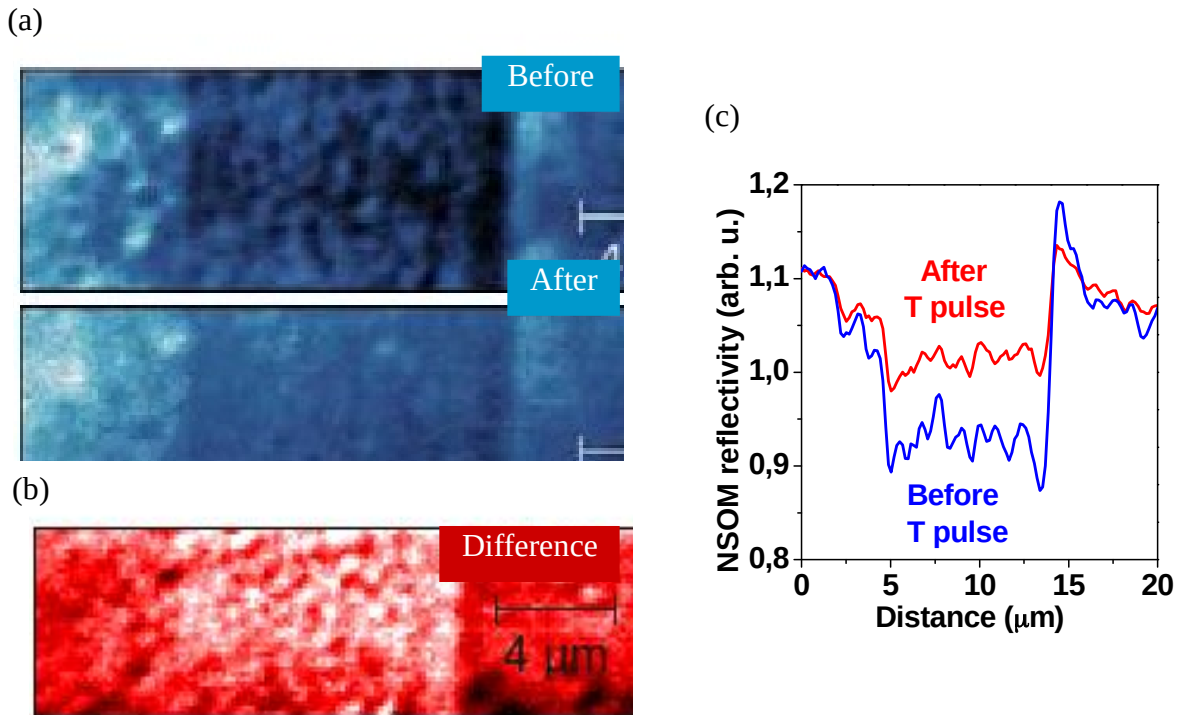 (a)
Before
After
(b)
Difference
4 μm
(c)
NSOM reflectivity (arb. u.)
1,2
1,10
1,0
0,9
0,8
After
T pulse
Before
T pulse
0
5
10
15
20
Distance (μm)